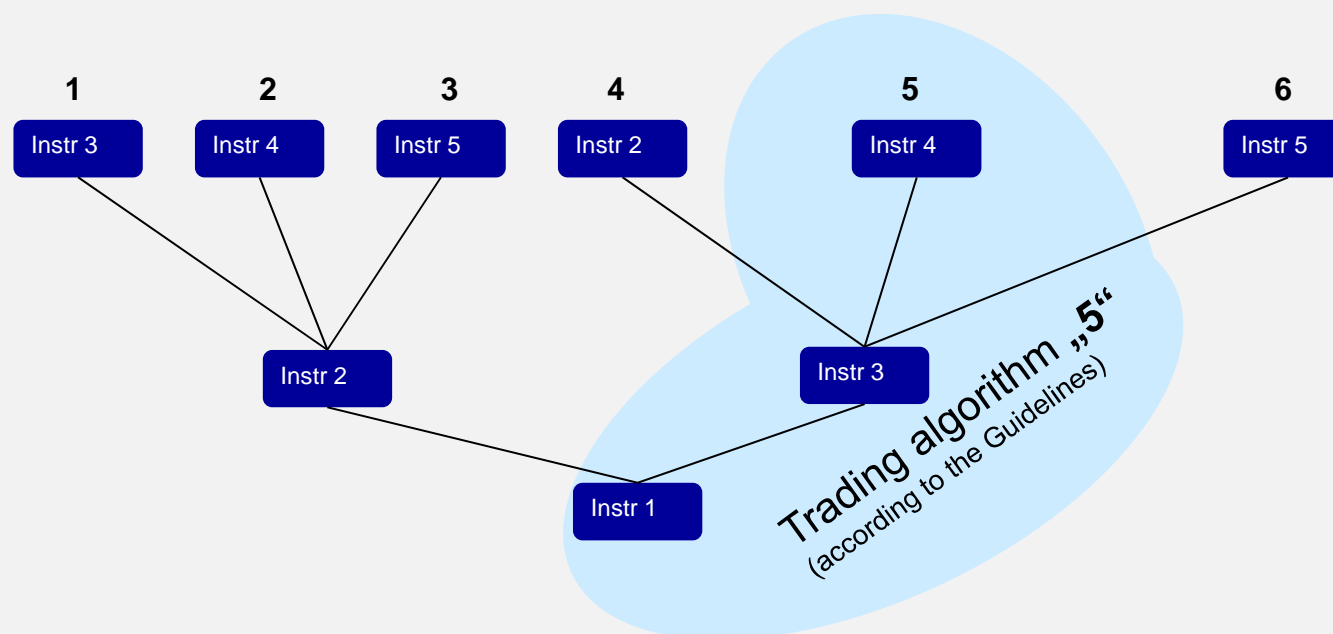 1 2 3 4 5 6
Instr 3 Instr 4 Instr 5 Instr 2 Instr 4 Instr 5
Instr 2 Instr 3
Instr 1
Trading algorithm „5“
(according to the Guidelines)